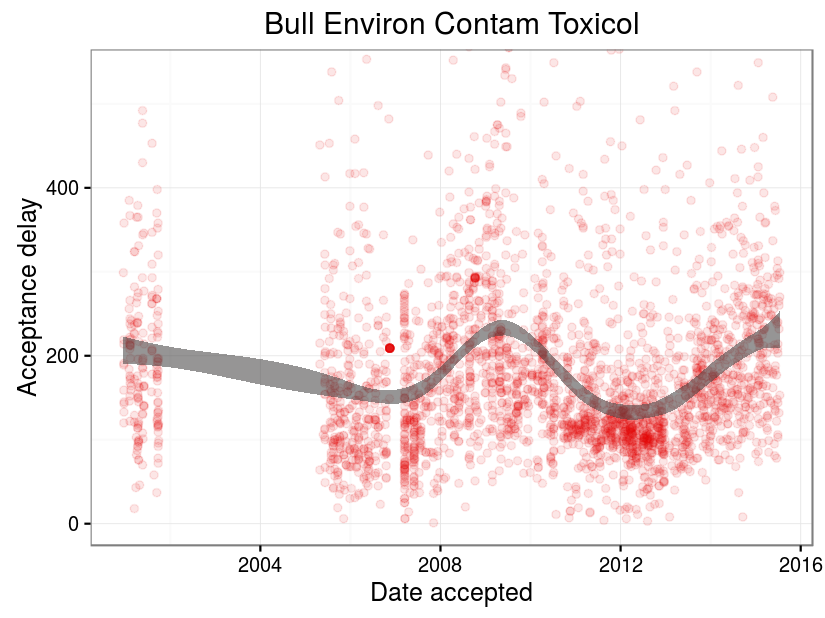 Bull Environ Contam Toxicol
Acceptance delay
400
200
0
2004
2008
2012
2016
Date accepted